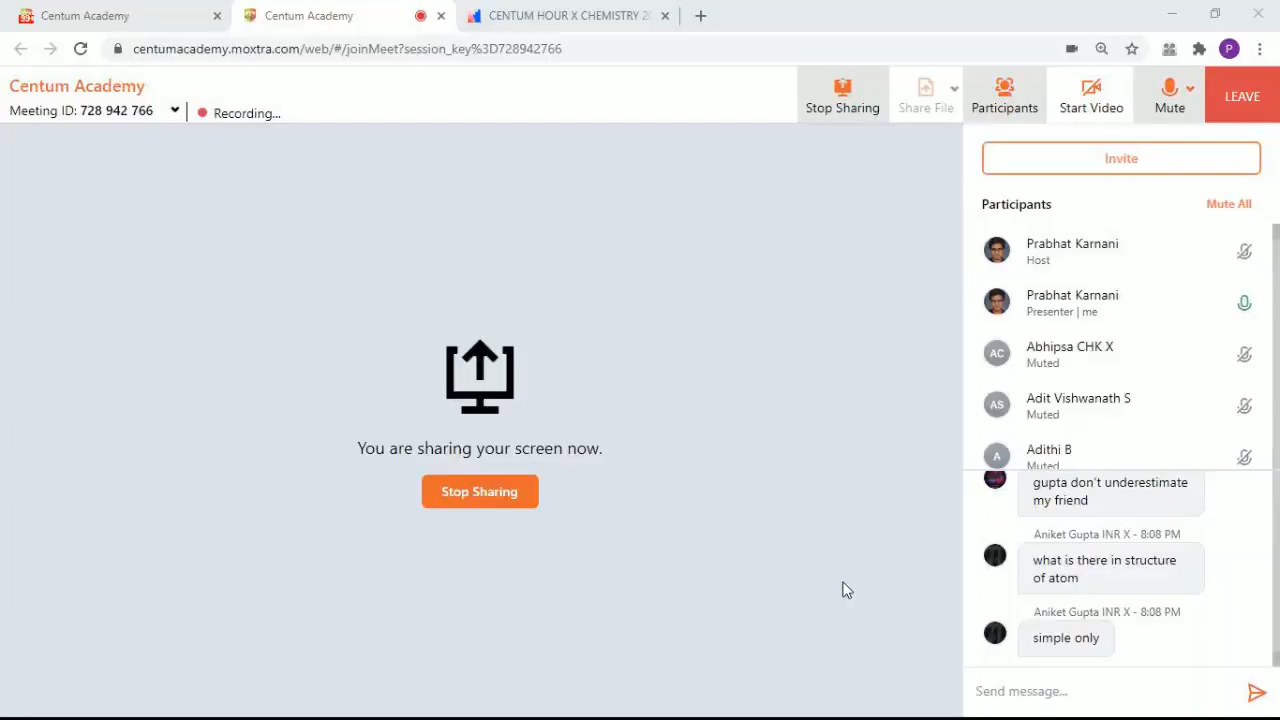 Centum Academy
Centum Academy
CENTUM HOUR X CHEMISTRY 20
centumacademy.moxtra.com/web/#/joinMeet?session_key%3D728942766
P
Centum Academy
Meeting ID: 728 942 766
Recording...
Stop Sharing
Share File
Participants
Start Video
Mute
LEAVE
You are sharing your screen now.
Stop Sharing
Invite
Participants
Mute All
Prabhat Karnani
Host
Prabhat Karnani
Presenter | me
AC
Abhipsa CHK X
Muted
AS
Adit Vishwanath S
Muted
A
Adithi B
Muted
gupta don't underestimate
my friend
Aniket Gupta INR X - 8:08 PM
what is there in structure
of atom
Aniket Gupta INR X - 8:08 PM
simple only
Send message...